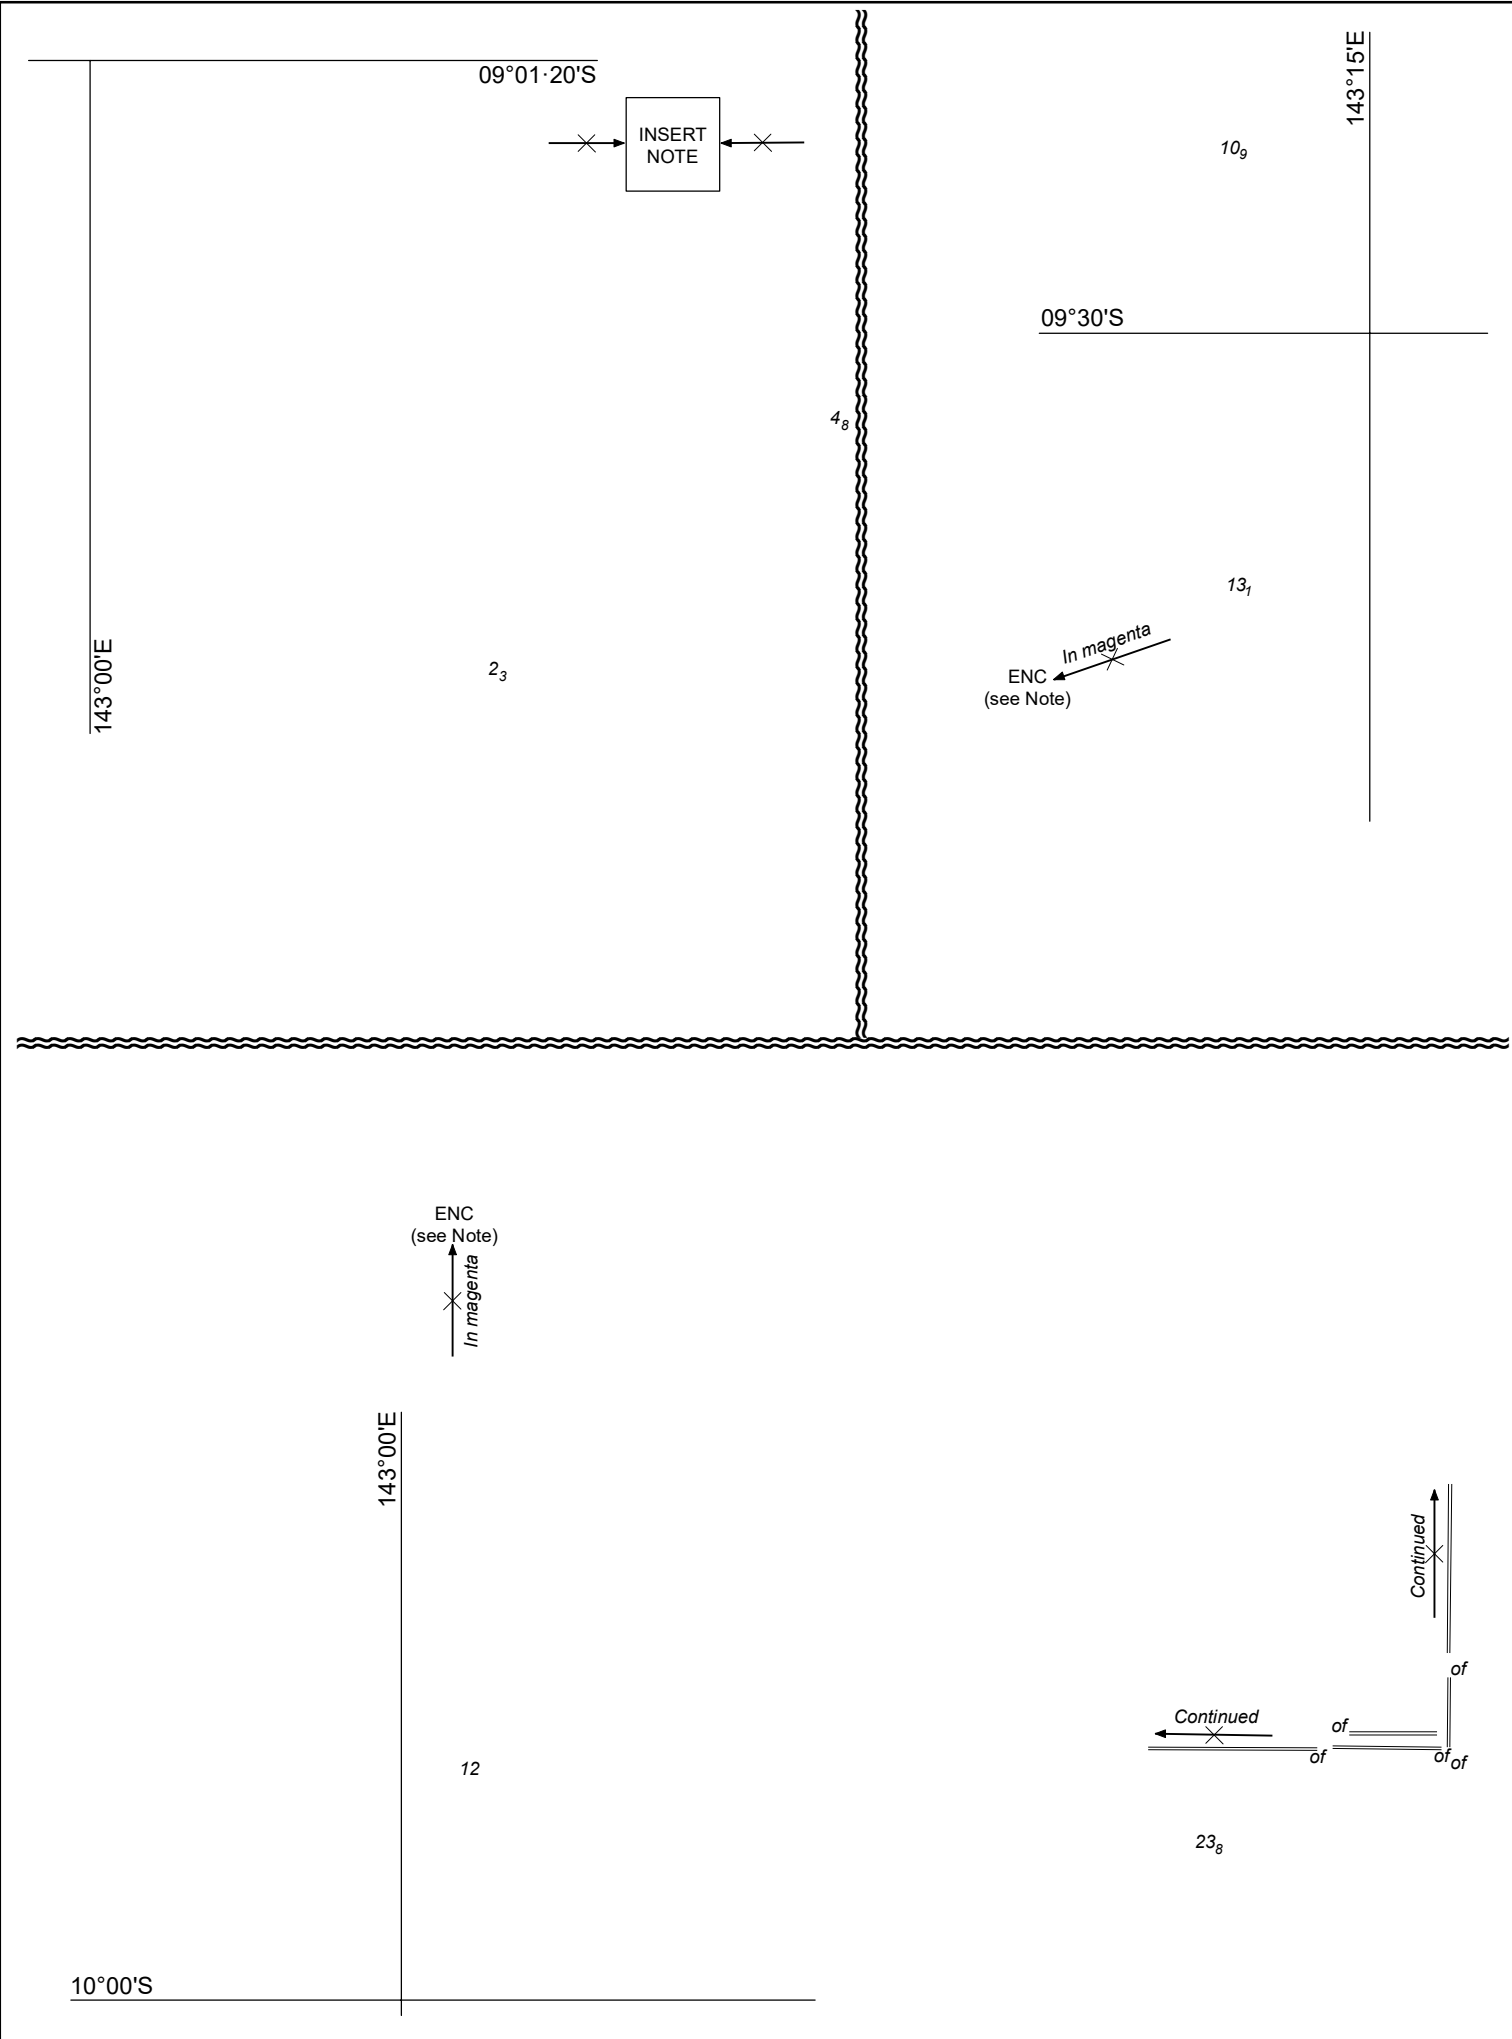 09°01·20'S
INSERT
NOTE
143°00'E
2₃
4₈
143°15'E
10₉
09°30'S
13₁
In magenta
ENC
(see Note)
ENC
(see Note)
In magenta
143°00'E
12
10°00'S
Continued
of
Continued
of
of
of
of
23₈